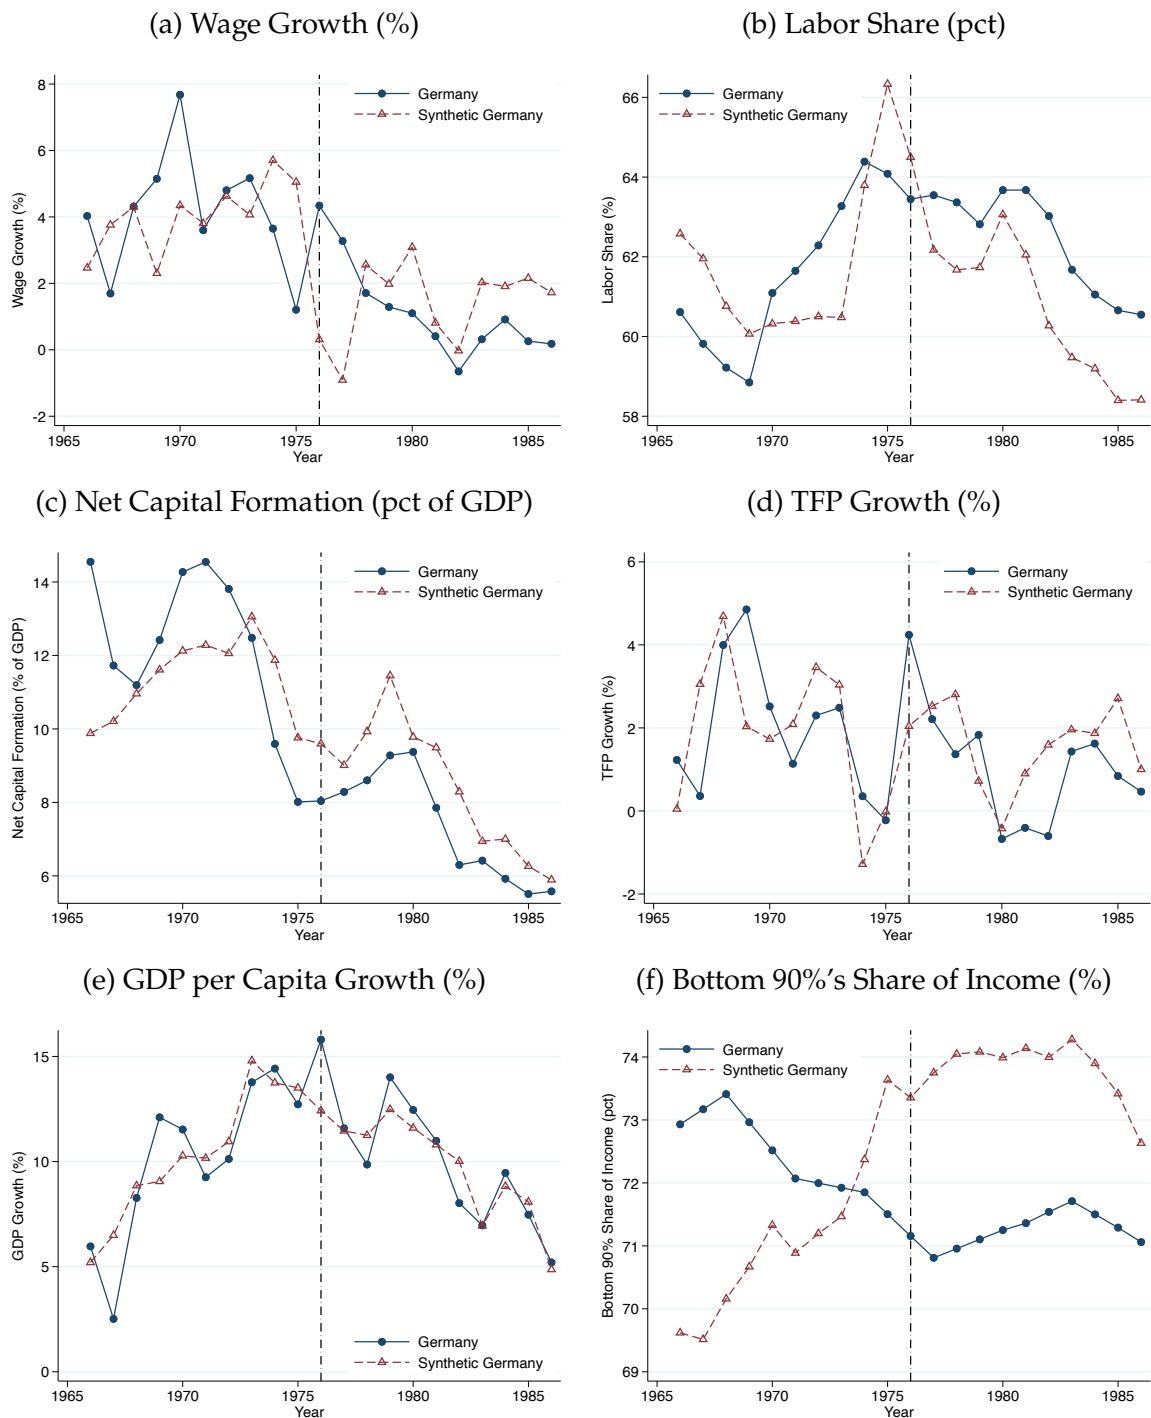 (a) Wage Growth (%)
Wage Growth (%)
8
6
4
2
0
-2
Germany
Synthetic Germany
1965 1970 1975 1980 1985
Year
(b) Labor Share (pct)
Labor Share (%)
66
64
62
60
58
Germany
Synthetic Germany
1965 1970 1975 1980 1985
Year
(c) Net Capital Formation (pct of GDP)
Net Capital Formation (% of GDP)
14
12
10
8
6
Germany
Synthetic Germany
1965 1970 1975 1980 1985
Year
(d) TFP Growth (%)
TFP Growth (%)
6
4
2
0
-2
Germany
Synthetic Germany
1965 1970 1975 1980 1985
Year
(e) GDP per Capita Growth (%)
GDP Growth (%)
15
10
5
0
Germany
Synthetic Germany
1965 1970 1975 1980 1985
Year
(f) Bottom 90%'s Share of Income (%)
Bottom 90% Share of Income (pct)
74
73
72
71
70
69
Germany
Synthetic Germany
1965 1970 1975 1980 1985
Year